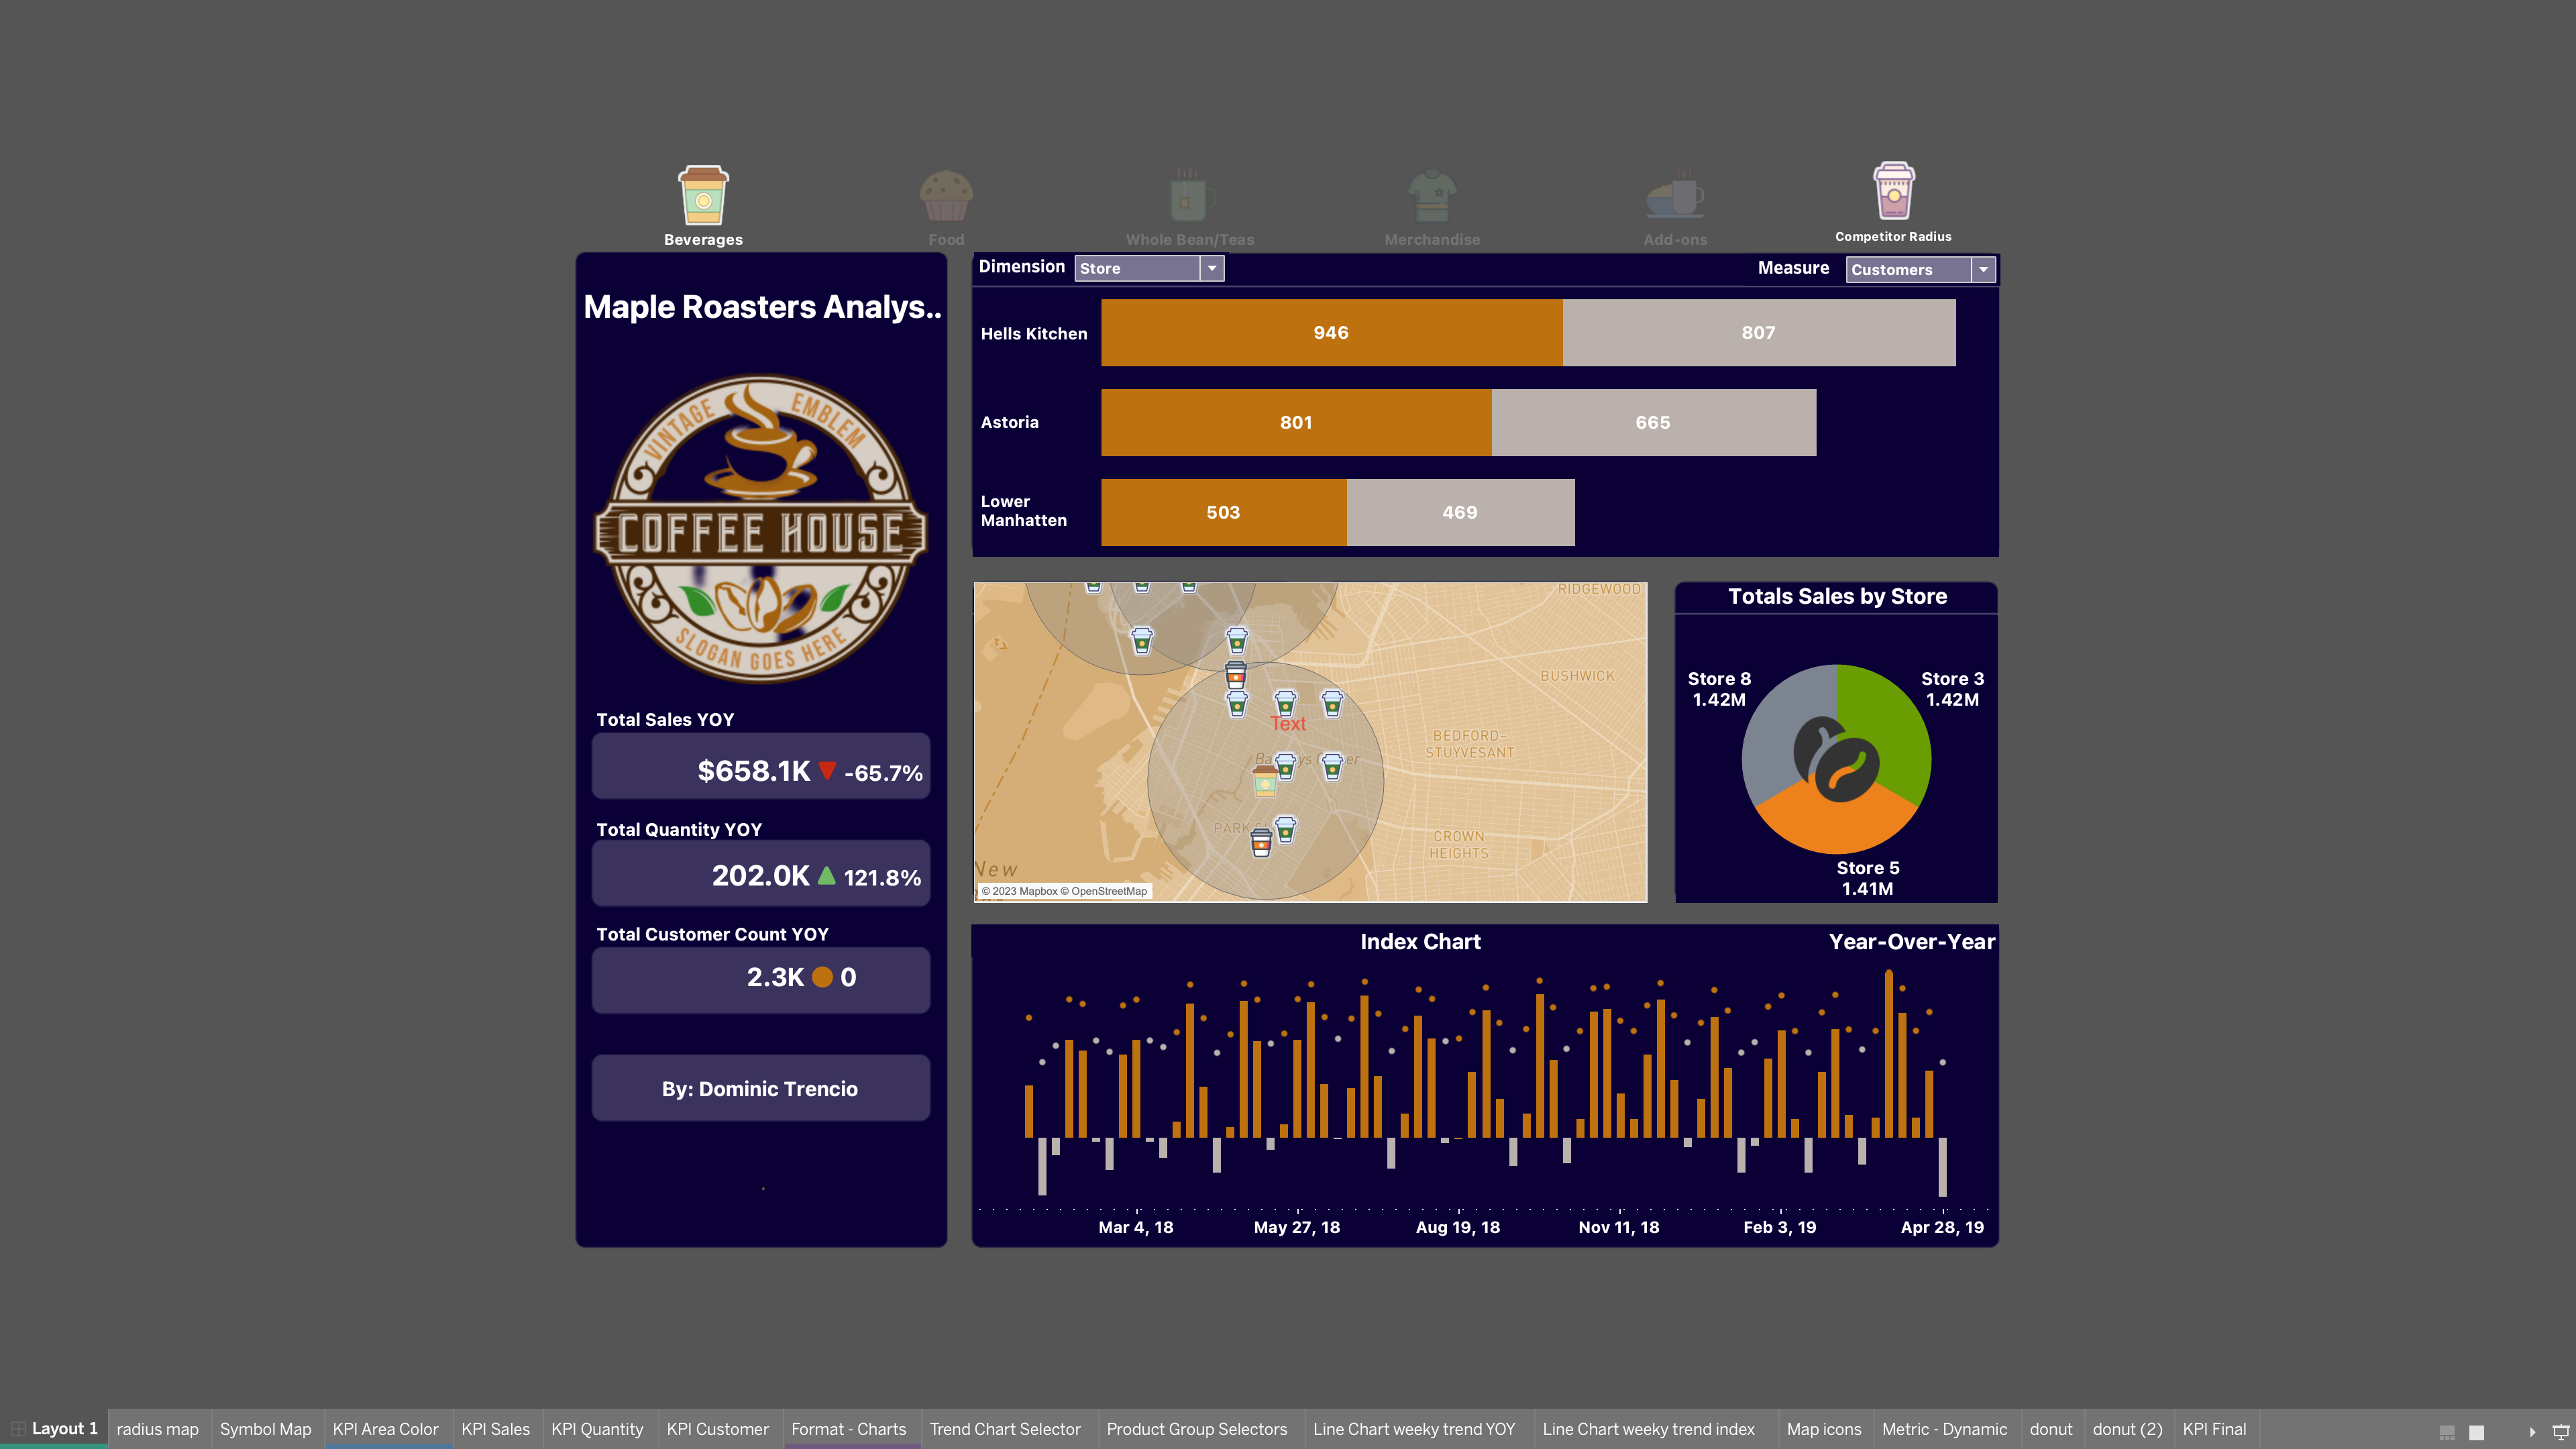 Beverages
Food
Whole Bean/Teas
Merchandise
Add-ons
Competitor Radius
Maple Roasters Analys..
VINTAGE EMBLEM
COFFEE HOUSE
SLOGAN GOES HERE
Total Sales YOY
$658.1K ▼ -65.7%
Total Quantity YOY
202.0K ▲ 121.8%
Total Customer Count YOY
2.3K ● 0
By: Dominic Trencio
Dimension Store
Measure Customers
Hells Kitchen 946 807
Astoria 801 665
Lower
Manhatten
503 469
RIDGEWOOD
BUSHWICK
Text
BEDFORD-
STUYVESANT
CROWN
HEIGHTS
New
© 2023 Mapbox © OpenStreetMap
Totals Sales by Store
Store 8
1.42M
Store 3
1.42M
Store 5
1.41M
Index Chart
Year-Over-Year
Mar 4, 18 May 27, 18 Aug 19, 18 Nov 11, 18 Feb 3, 19 Apr 28, 19
Layout 1 radius map Symbol Map KPI Area Color KPI Sales KPI Quantity KPI Customer Format - Charts Trend Chart Selector Product Group Selectors Line Chart weeky trend YOY Line Chart weeky trend index Map icons Metric - Dynamic donut donut (2) KPI Final